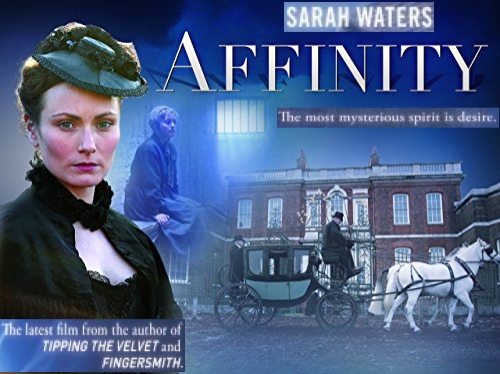 SARAH WATERS
AFFINITY
The most mysterious spirit is desire.
The latest film from the author of
TIPPING THE VELVET and
FINGERSMITH.